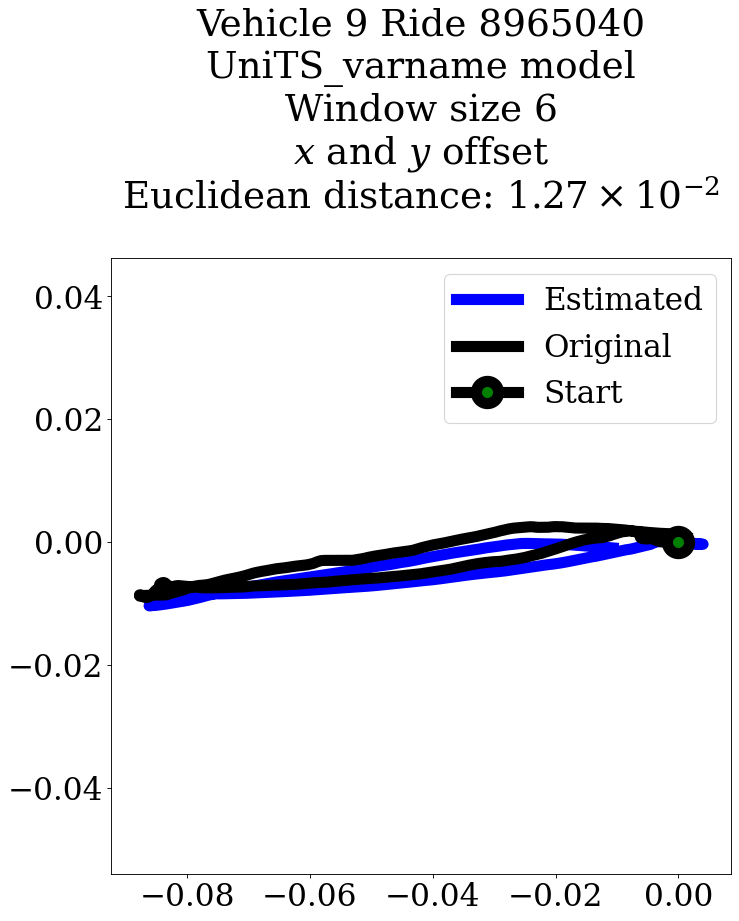 Vehicle 9 Ride 8965040
UniTS_varname model
Window size 6
x and y offset
Euclidean distance: 1.27 × 10⁻²
Estimated
Original
Start
0.04
0.02
0.00
−0.02
−0.04
−0.08 −0.06 −0.04 −0.02 0.00